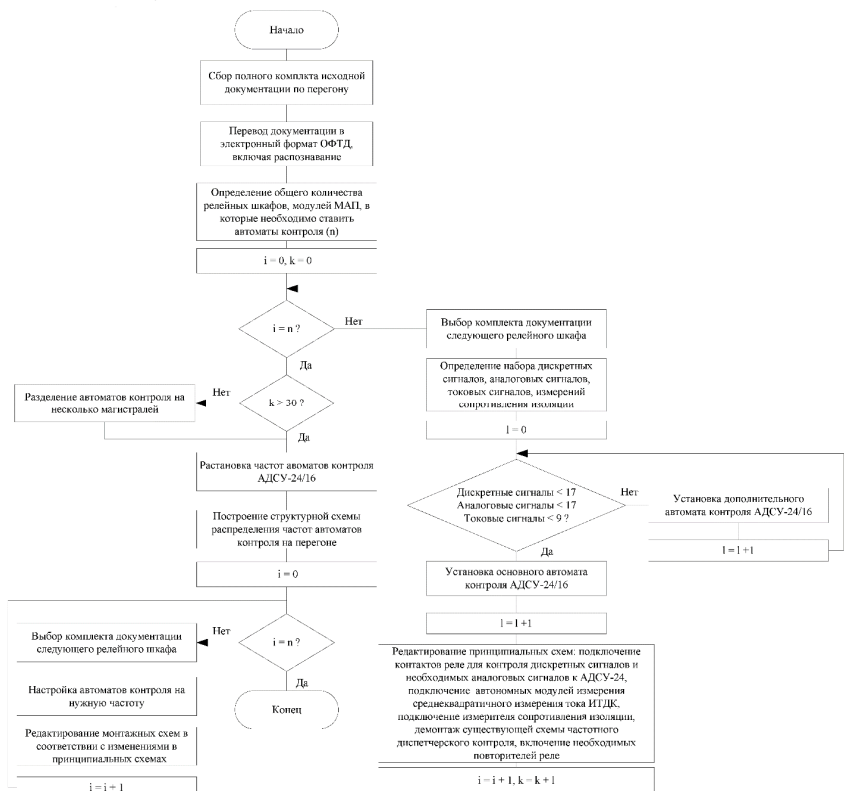 Начало
Сбор полного комплкта исходной
документации по перегону
Перевод документации в
электронный формат ОФТД,
включая распознавание
Определение общего количества
релейных шкафов, модулей МАП, в
которые необходимо ставить
автоматы контроля (n)
i = 0, k = 0
i = n ?
Нет
Да
k > 30 ?
Нет
Да
Разделение автоматов контроля на
несколько магистралей
Растановка частот авоматов контроля
АДСУ-24/16
Построение структурной схемы
распределения частот автоматов
контроля на перегоне
i = 0
i = n ?
Нет
Да
Конец
Выбор комплекта документации
следующего релейного шкафа
Настройка автоматов контроля на
нужную частоту
Редактирование монтажных схем в
соответствии с изменениями в
принципиальных схемах
i = i + 1
Выбор комплекта документации
следующего релейного шкафа
Определение набора дискретных
сигналов, аналоговых сигналов,
токовых сигналов, измерений
сопротивления изоляции
l = 0
Дискретные сигналы < 17
Аналоговые сигналы < 17
Токовые сигналы < 9 ?
Нет
Да
Установка дополнительного
автомата контроля АДСУ-24/16
l = l +1
Установка основного автомата
контроля АДСУ-24/16
l = l +1
Редактирование принципиальных схем: подключение
контактов реле для контроля дискретных сигналов и
необходимых аналоговых сигналов к АДСУ-24,
подключение автономных модулей измерения
среднеквадратичного измерения тока ИТДК,
подключение измерителя сопротивления изоляции,
демонтаж существующей схемы частотного
диспетчерского контроля, включение необходимых
повторителей реле
i = i + 1, k = k + l